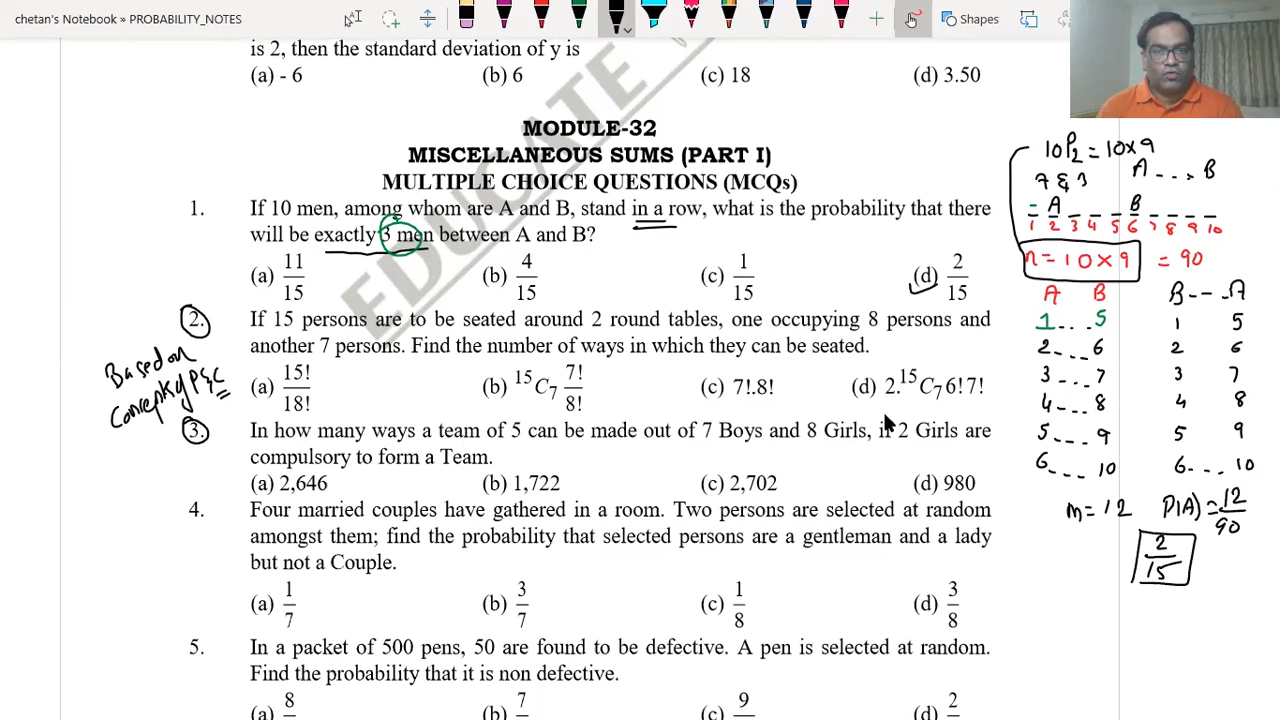 chetan's Notebook » PROBABILITY_NOTES
Shapes
is 2, then the standard deviation of y is
(a) - 6 (b) 6 (c) 18 (d) 3.50
EDUCATE
MODULE-32
MISCELLANEOUS SUMS (PART I)
MULTIPLE CHOICE QUESTIONS (MCQs)
1. If 10 men, among whom are A and B, stand in a row, what is the probability that there
will be exactly 3 men between A and B?
(a) 11/15 (b) 4/15 (c) 1/15 (d) 2/15
2. If 15 persons are to be seated around 2 round tables, one occupying 8 persons and
another 7 persons. Find the number of ways in which they can be seated.
(a) 15!/18! (b) ¹⁵C₇ 7!/8! (c) 7!.8! (d) 2.¹⁵C₇6!7!
Based on
Concept of P&C
3. In how many ways a team of 5 can be made out of 7 Boys and 8 Girls, if 2 Girls are
compulsory to form a Team.
(a) 2,646 (b) 1,722 (c) 2,702 (d) 980
4. Four married couples have gathered in a room. Two persons are selected at random
amongst them; find the probability that selected persons are a gentleman and a lady
but not a Couple.
(a) 1/7 (b) 3/7 (c) 1/8 (d) 3/8
5. In a packet of 500 pens, 50 are found to be defective. A pen is selected at random.
Find the probability that it is non defective.
(a) 8 (b) 7 (c) 9 (d) 2
10P₂ = 10×9
7 & 3 A - - - B
A B
1 2 3 4 5 6 7 8 9 10
n = 10 × 9 = 90
A B B - - - A
1 . . . 5 1 5
2 . . . 6 2 6
3 - - - 7 3 7
4 - - - 8 4 8
5 - - - 9 5 9
6 - - - 10 6 . . . 10
m = 12 P(A) = 12/90
2/15